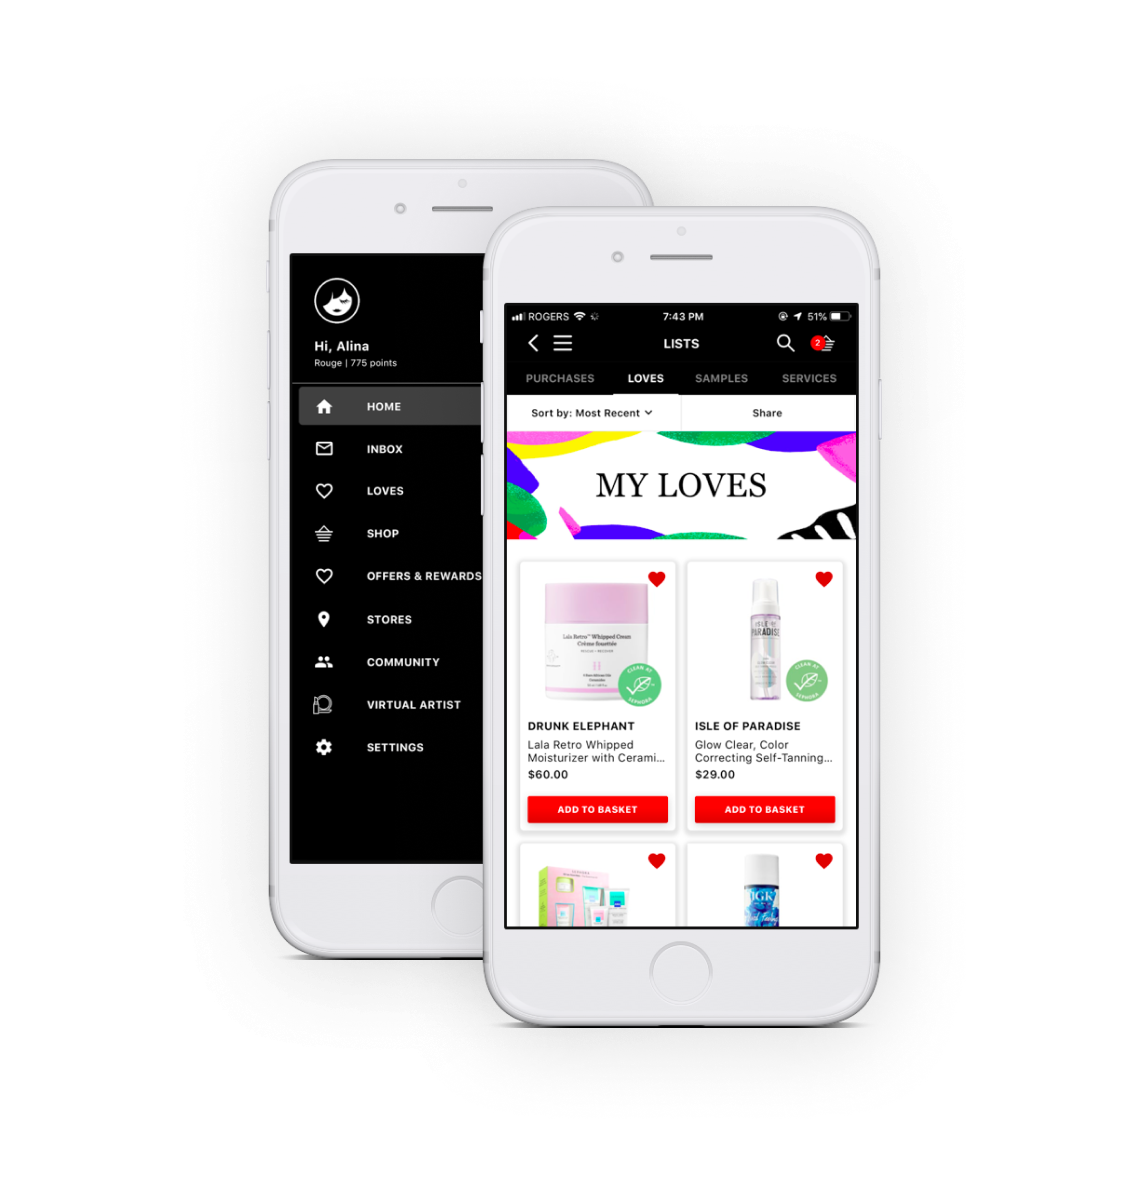 Hi, Alina
Rouge | 775 points
HOME
INBOX
LOVES
SHOP
OFFERS & REWARDS
STORES
COMMUNITY
VIRTUAL ARTIST
SETTINGS
ROGERS 7:43 PM 51%
LISTS 2
PURCHASES LOVES SAMPLES SERVICES
Sort by: Most Recent Share
MY LOVES
Lala Retro™ Whipped Cream
Crème fouettée
CLEAN AT
SEPHORA
ISLE OF
PARADISE
CLEAN AT
SEPHORA
DRUNK ELEPHANT
Lala Retro Whipped
Moisturizer with Cerami...
$60.00
ADD TO BASKET
ISLE OF PARADISE
Glow Clear, Color
Correcting Self-Tanning...
$29.00
ADD TO BASKET
IGK